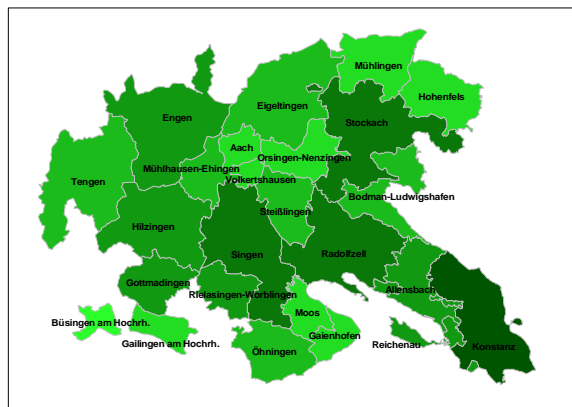 Mühlingen
Hohenfels
Engen
Eigeltingen
Stockach
Aach
Orsingen-Nenzingen
Mühlhausen-Ehingen
Volkertshausen
Tengen
Bodman-Ludwigshafen
Steißlingen
Hilzingen
Singen
Radolfzell
Gottmadingen
Allensbach
Rielasingen-Worblingen
Moos
Büsingen am Hochrh.
Gaienhofen
Gailingen am Hochrh.
Reichenau
Konstanz
Öhningen